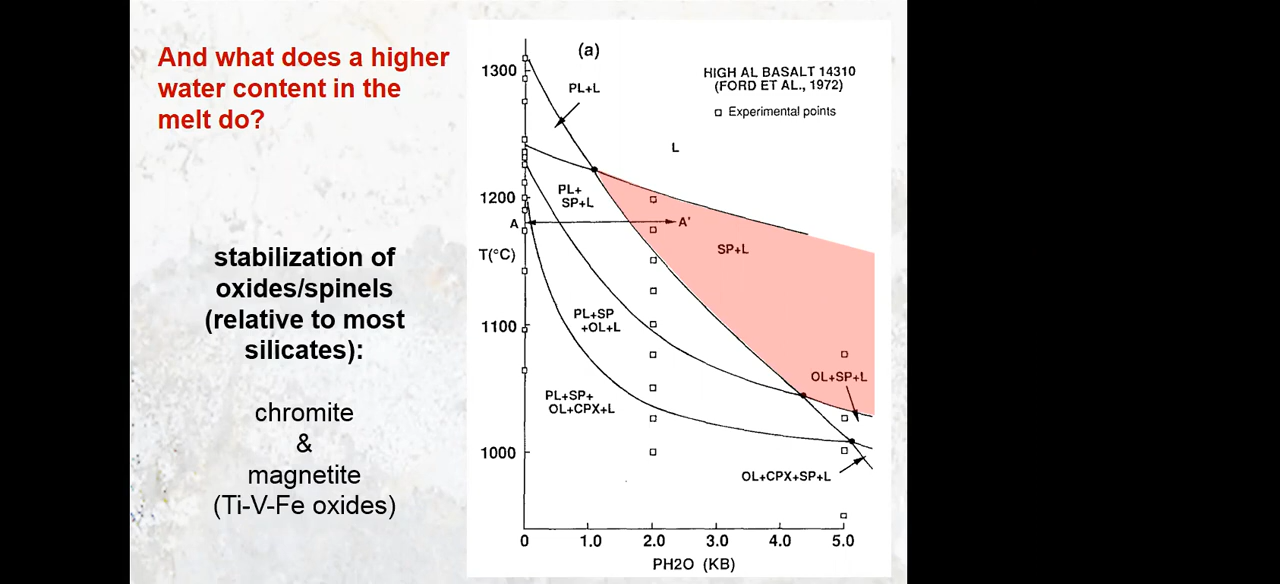 And what does a higher
water content in the
melt do?
stabilization of
oxides/spinels
(relative to most
silicates):
chromite
&
magnetite
(Ti-V-Fe oxides)
(a)
HIGH AL BASALT 14310
(FORD ET AL., 1972)
Experimental points
1300
1200
1100
1000
T(°C)
PL+L
L
PL+
SP+L
A
A'
SP+L
PL+SP
+OL+L
OL+SP+L
PL+SP+
OL+CPX+L
OL+CPX+SP+L
0 1.0 2.0 3.0 4.0 5.0
PH2O (KB)